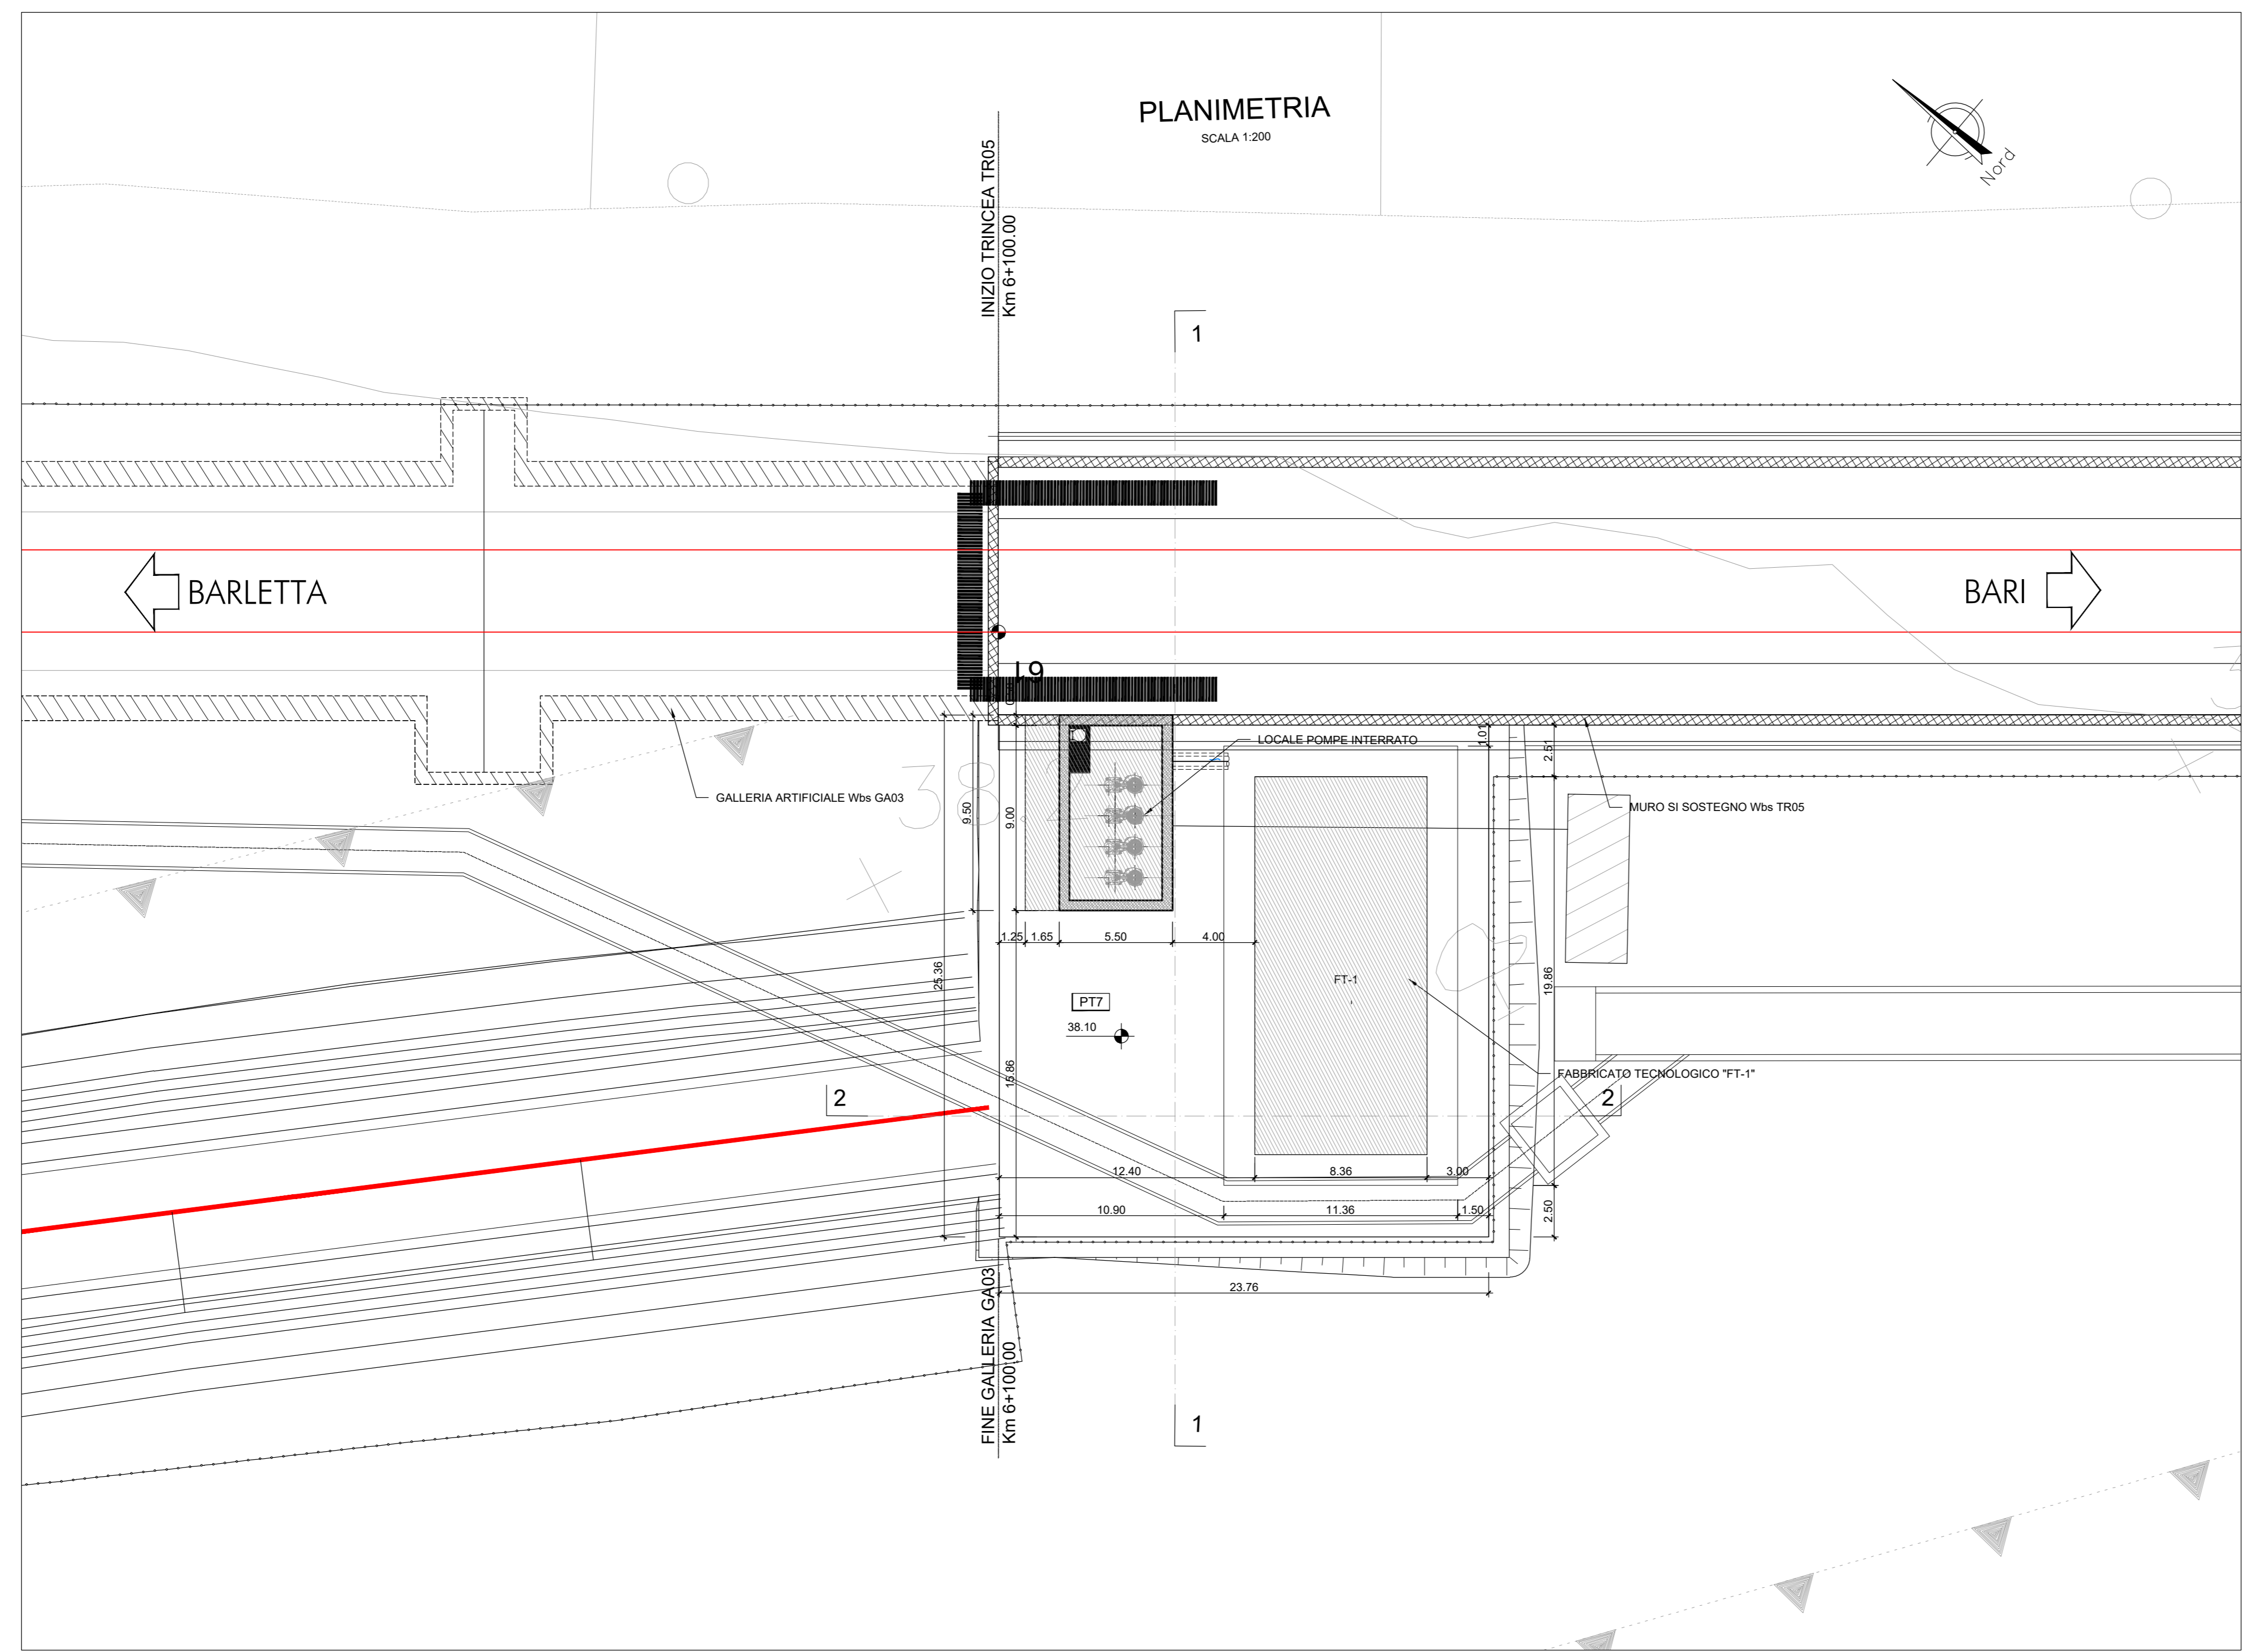 PLANIMETRIA
SCALA 1:200
Nord
INIZIO TRINCEA TR05
Km 6+100.00
1
BARLETTA
BARI
19
LOCALE POMPE INTERRATO
1.01
2.51
GALLERIA ARTIFICIALE Wbs GA03
38
MURO SI SOSTEGNO Wbs TR05
9.50
9.00
1.25
1.65
5.50
4.00
25.36
FT-1
19.86
PT7
38.10
15.86
FABBRICATO TECNOLOGICO "FT-1"
2
2
12.40
8.36
3.00
10.90
11.36
1.50
2.50
23.76
FINE GALLERIA GA03
Km 6+100.00
1